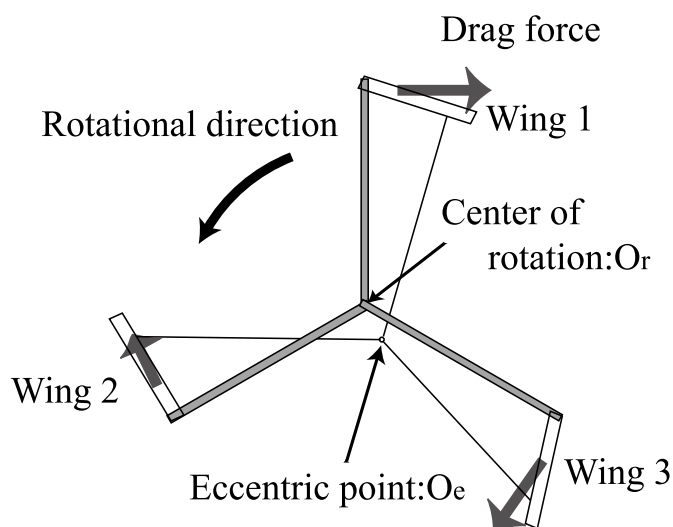 Drag force
Wing 1
Rotational direction
Center of
rotation:Or
Wing 2
Wing 3
Eccentric point:Oe